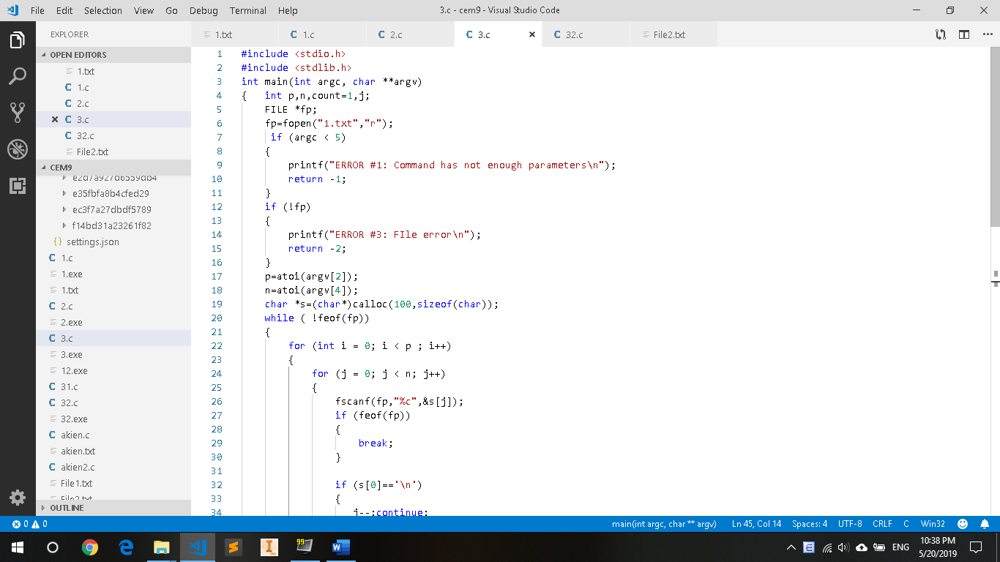 File Edit Selection View Go Debug Terminal Help
3.c - cem9 - Visual Studio Code
EXPLORER
OPEN EDITORS
1.txt
1.c
2.c
3.c
32.c
File2.txt
CEM9
e2d7a927d6559db4
e35fbfa8b4cfed29
ec3f7a27dbdf5789
f14bd31a23261f82
{} settings.json
1.c
1.exe
1.txt
2.c
2.exe
3.c
3.exe
12.exe
31.c
32.c
32.exe
akien.c
akien.txt
akien2.c
File1.txt
File2.txt
OUTLINE
1.txt C 1.c C 2.c C 3.c C 32.c File2.txt
1 #include <stdio.h>
2 #include <stdlib.h>
3 int main(int argc, char **argv)
4 { int p,n,count=1,j;
5 FILE *fp;
6 fp=fopen("1.txt","r");
7 if (argc < 5)
8 {
9 printf("ERROR #1: Command has not enough parameters\n");
10 return -1;
11 }
12 if (!fp)
13 {
14 printf("ERROR #3: FIle error\n");
15 return -2;
16 }
17 p=atoi(argv[2]);
18 n=atoi(argv[4]);
19 char *s=(char*)calloc(100,sizeof(char));
20 while ( !feof(fp))
21 {
22 for (int i = 0; i < p ; i++)
23 {
24 for (j = 0; j < n; j++)
25 {
26 fscanf(fp,"%c",&s[j]);
27 if (feof(fp))
28 {
29 break;
30 }
31
32 if (s[0]=='\n')
33 {
34 j--;continue;
0 0
main(int argc, char ** argv) Ln 45, Col 14 Spaces: 4 UTF-8 CRLF C Win32
99
ENG
10:38 PM
5/20/2019